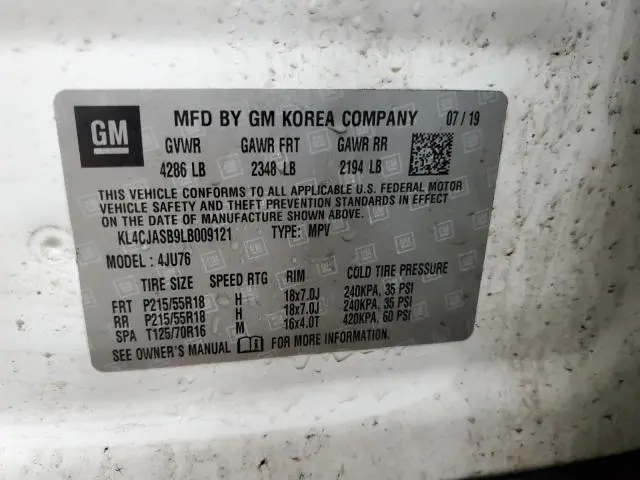 GM MFD BY GM KOREA COMPANY 07 / 19
GVWR GAWR FRT GAWR RR
4286 LB 2348 LB 2194 LB
THIS VEHICLE CONFORMS TO ALL APPLICABLE U.S. FEDERAL MOTOR
VEHICLE SAFETY AND THEFT PREVENTION STANDARDS IN EFFECT
ON THE DATE OF MANUFACTURE SHOWN ABOVE.
KL4CJASB9LB009121 TYPE: MPV
MODEL : 4JU76
TIRE SIZE SPEED RTG RIM COLD TIRE PRESSURE
FRT P215/55R18 H 18x7.0J 240KPA, 35 PSI
RR P215/55R18 H 18x7.0J 240KPA, 35 PSI
SPA T125/70R16 M 16x4.0T 420KPA, 60 PSI
SEE OWNER'S MANUAL FOR MORE INFORMATION.